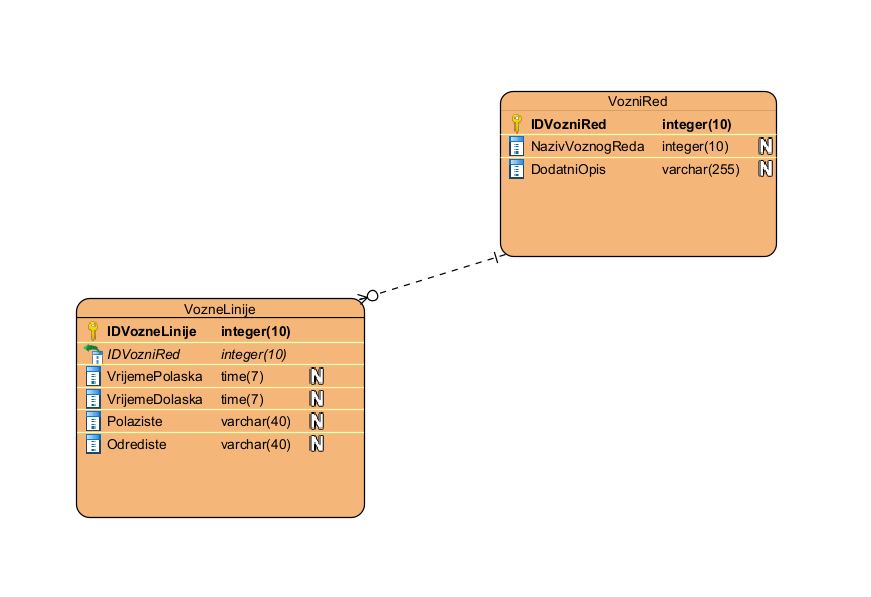 VozniRed
IDVozniRed integer(10)
NazivVoznogReda integer(10) N
DodatniOpis varchar(255) N
VozneLinije
IDVozneLinije integer(10)
IDVozniRed integer(10)
VrijemePolaska time(7) N
VrijemeDolaska time(7) N
Polaziste varchar(40) N
Odrediste varchar(40) N